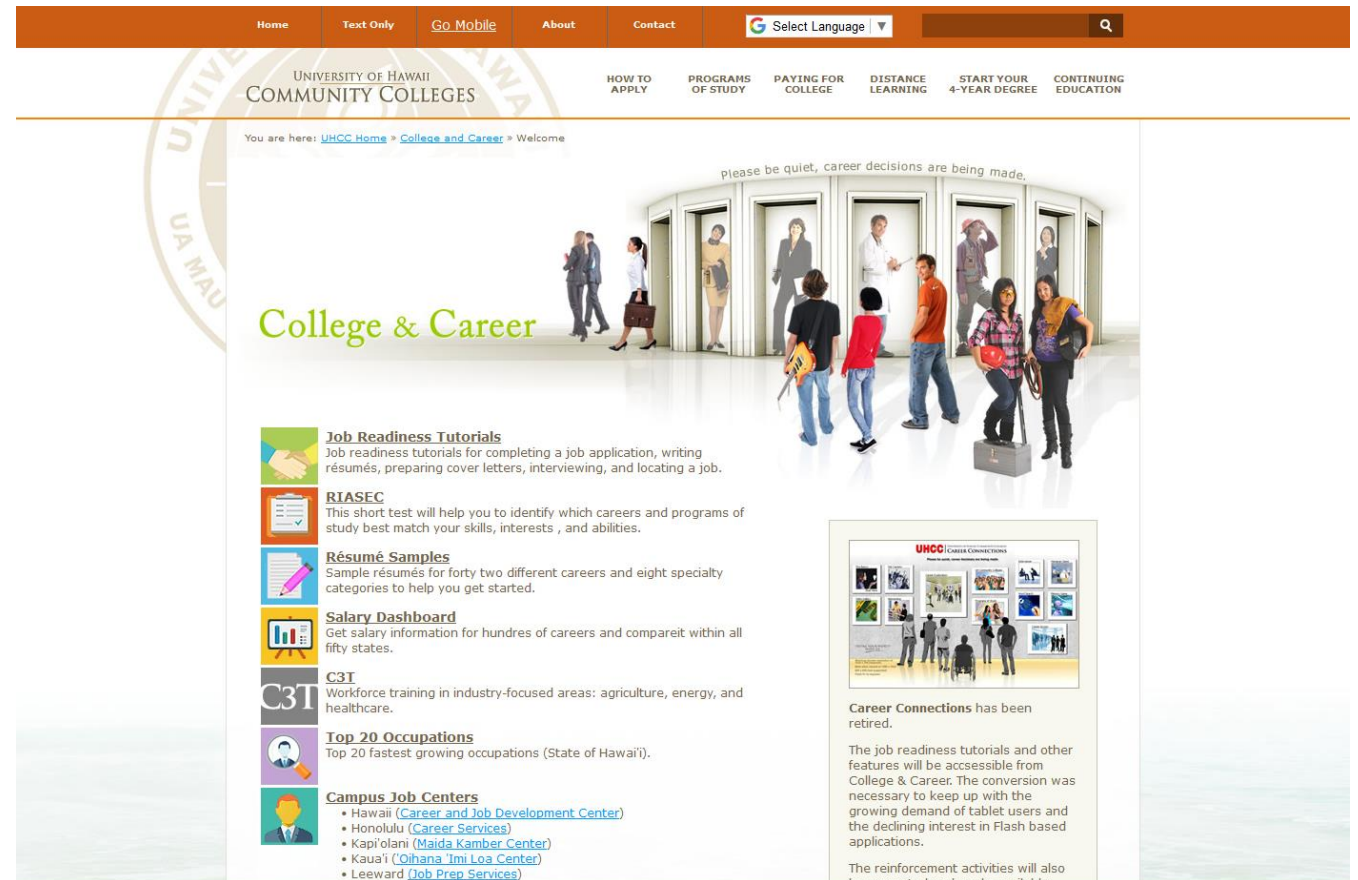 Home Text Only Go Mobile About Contact Select Language ▼
UNIVERSITY OF HAWAII
COMMUNITY COLLEGES
HOW TO APPLY PROGRAMS OF STUDY PAYING FOR COLLEGE DISTANCE LEARNING START YOUR 4-YEAR DEGREE CONTINUING EDUCATION
You are here: UHCC Home » College and Career » Welcome
Please be quiet, career decisions are being made.
College & Career
Job Readiness Tutorials
Job readiness tutorials for completing a job application, writing
résumés, preparing cover letters, interviewing, and locating a job.
RIASEC
This short test will help you to identify which careers and programs of
study best match your skills, interests , and abilities.
Résumé Samples
Sample résumés for forty two different careers and eight specialty
categories to help you get started.
Salary Dashboard
Get salary information for hundres of careers and compareit within all
fifty states.
C3T
C3T
Workforce training in industry-focused areas: agriculture, energy, and
healthcare.
Top 20 Occupations
Top 20 fastest growing occupations (State of Hawai'i).
Campus Job Centers
• Hawaii (Career and Job Development Center)
• Honolulu (Career Services)
• Kapi'olani (Maida Kamber Center)
• Kaua'i ('Oihana 'Imi Loa Center)
• Leeward (Job Prep Services)
UHCC CAREER CONNECTIONS
Please be quiet, career decisions are being made.
Career Connections has been
retired.
The job readiness tutorials and other
features will be accsessible from
College & Career. The conversion was
necessary to keep up with the
growing demand of tablet users and
the declining interest in Flash based
applications.
The reinforcement activities will also
UA MAU